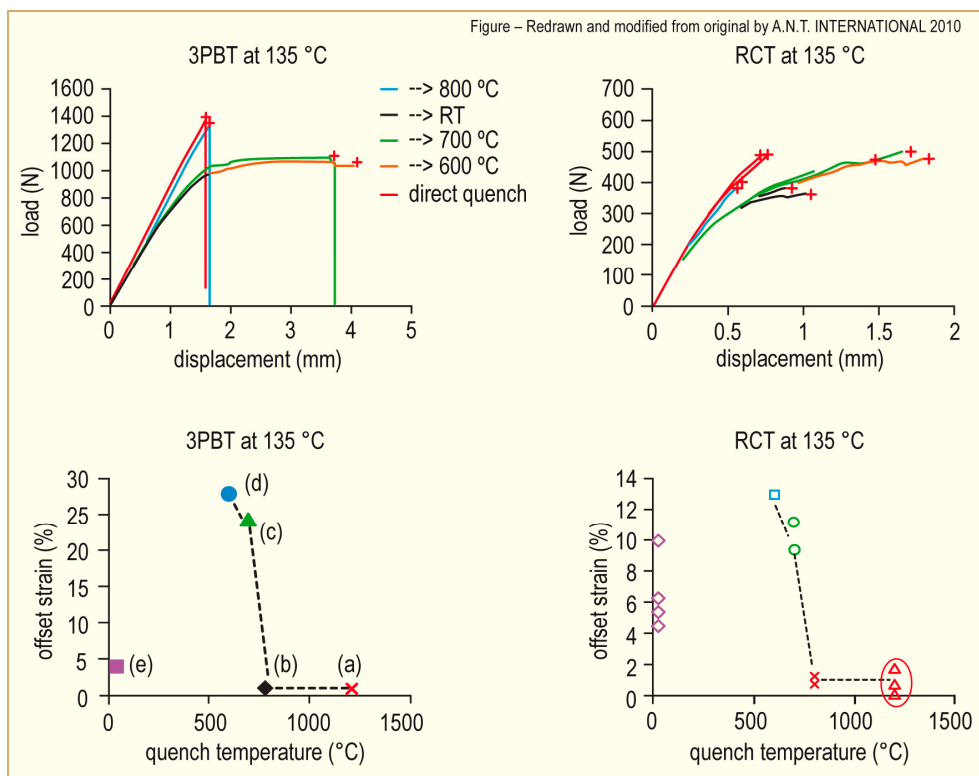 Figure – Redrawn and modified from original by A.N.T. INTERNATIONAL 2010
3PBT at 135 °C
1600
1400
1200
1000
800
600
400
200
0
load (N)
0 1 2 3 4 5
displacement (mm)
--> 800 ºC
--> RT
--> 700 ºC
--> 600 ºC
direct quench
RCT at 135 °C
700
600
500
400
300
200
100
0
load (N)
0 0.5 1 1.5 2
displacement (mm)
3PBT at 135 °C
30
25
20
15
10
5
0
offset strain (%)
(d)
(c)
(e)
(b)
(a)
0 500 1000 1500
quench temperature (°C)
RCT at 135 °C
14
12
10
8
6
4
2
0
offset strain (%)
0 500 1000 1500
quench temperature (°C)